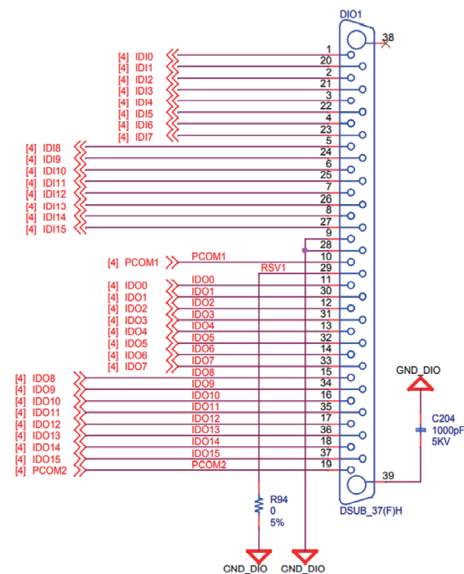 DIO1
38
[4] IDI0 1
[4] IDI1 20
[4] IDI2 2
[4] IDI3 21
[4] IDI4 3
[4] IDI5 22
[4] IDI6 4
[4] IDI7 23
[4] IDI8 5
[4] IDI9 24
[4] IDI10 6
[4] IDI11 25
[4] IDI12 7
[4] IDI13 26
[4] IDI14 8
[4] IDI15 27
9
28
[4] PCOM1 PCOM1 10
RSV1 29
[4] IDO0 IDO0 11
[4] IDO1 IDO1 30
[4] IDO2 IDO2 12
[4] IDO3 IDO3 31
[4] IDO4 IDO4 13
[4] IDO5 IDO5 32
[4] IDO6 IDO6 14
[4] IDO7 IDO7 33
[4] IDO8 IDO8 15
[4] IDO9 IDO9 34
[4] IDO10 IDO10 16
[4] IDO11 IDO11 35
[4] IDO12 IDO12 17
[4] IDO13 IDO13 36
[4] IDO14 IDO14 18
[4] IDO15 IDO15 37
[4] PCOM2 PCOM2 19
39
GND_DIO
C204
1000pF
5KV
R94
0
5%
DSUB_37(F)H
GND_DIO GND_DIO